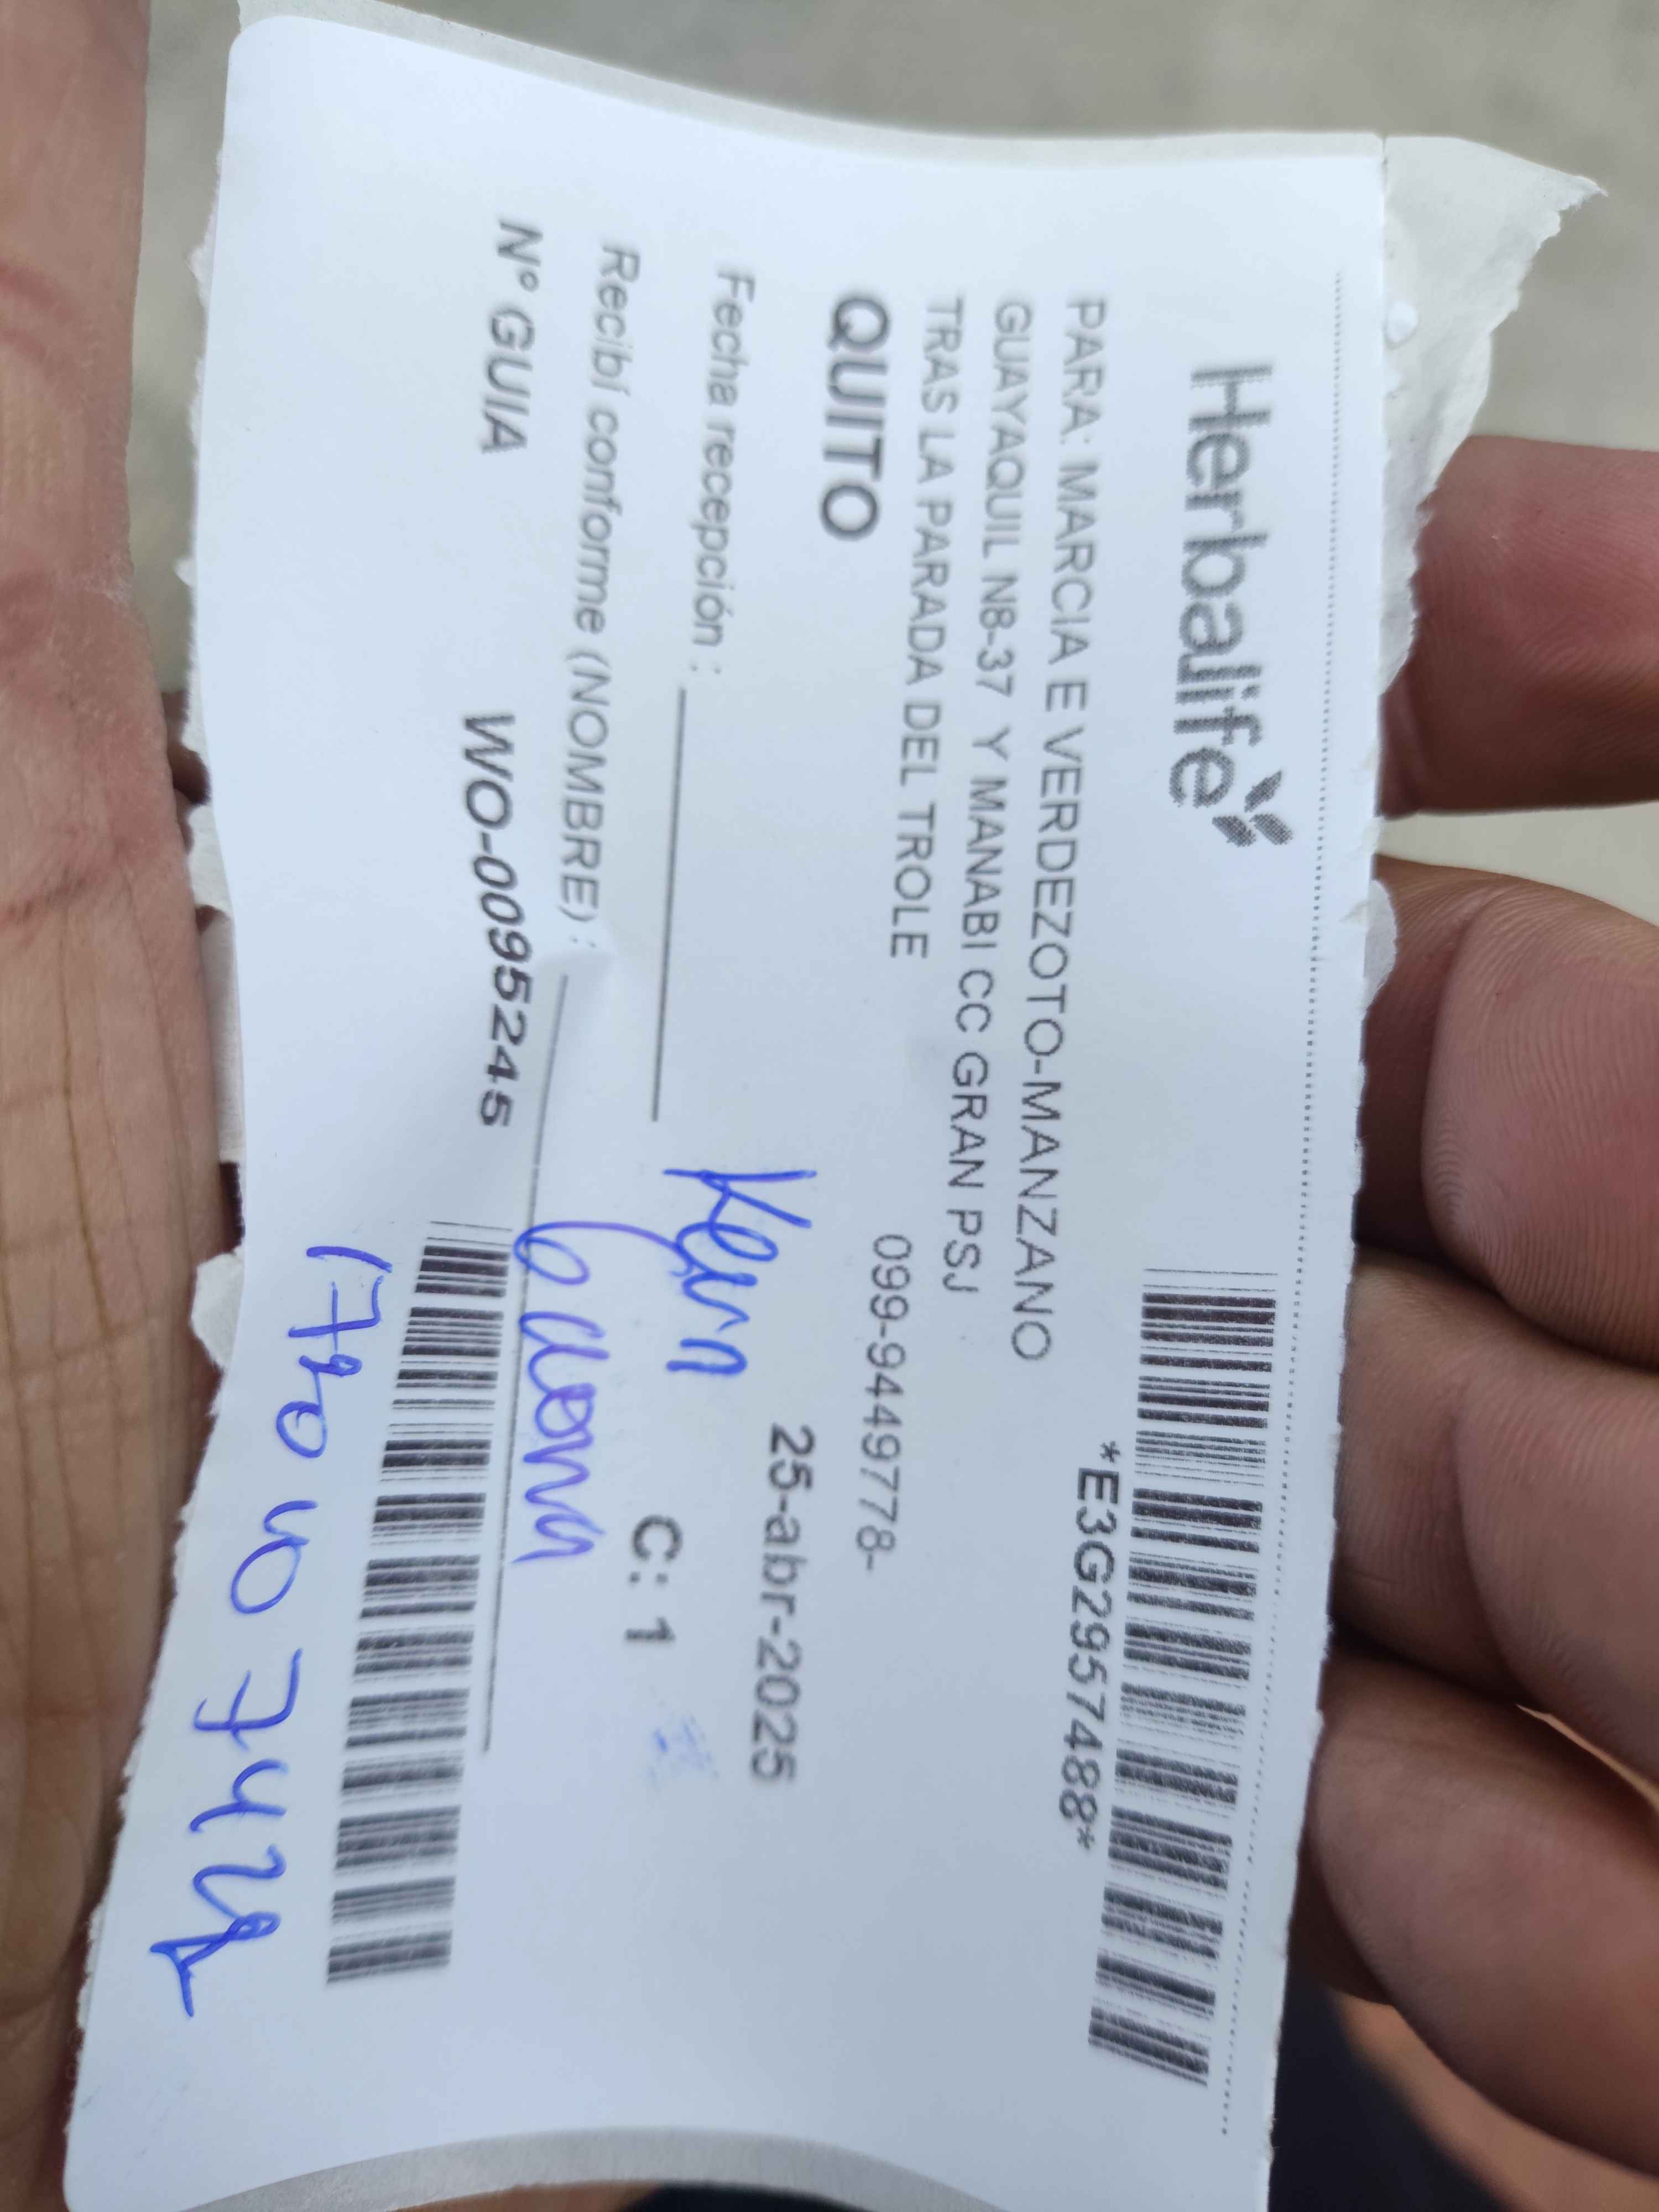 Herbalife
*E3G2957488*
PARA: MARCIA E VERDEZOTO-MANZANO
GUAYAQUIL N8-37 Y MANABI CC GRAN PSJ
TRAS LA PARADA DEL TROLE
099-9449778-
QUITO
25-abr-2025
Fecha recepción :
C: 1
Recibí conforme (NOMBRE) :
Nº GUIA
WO-0095245